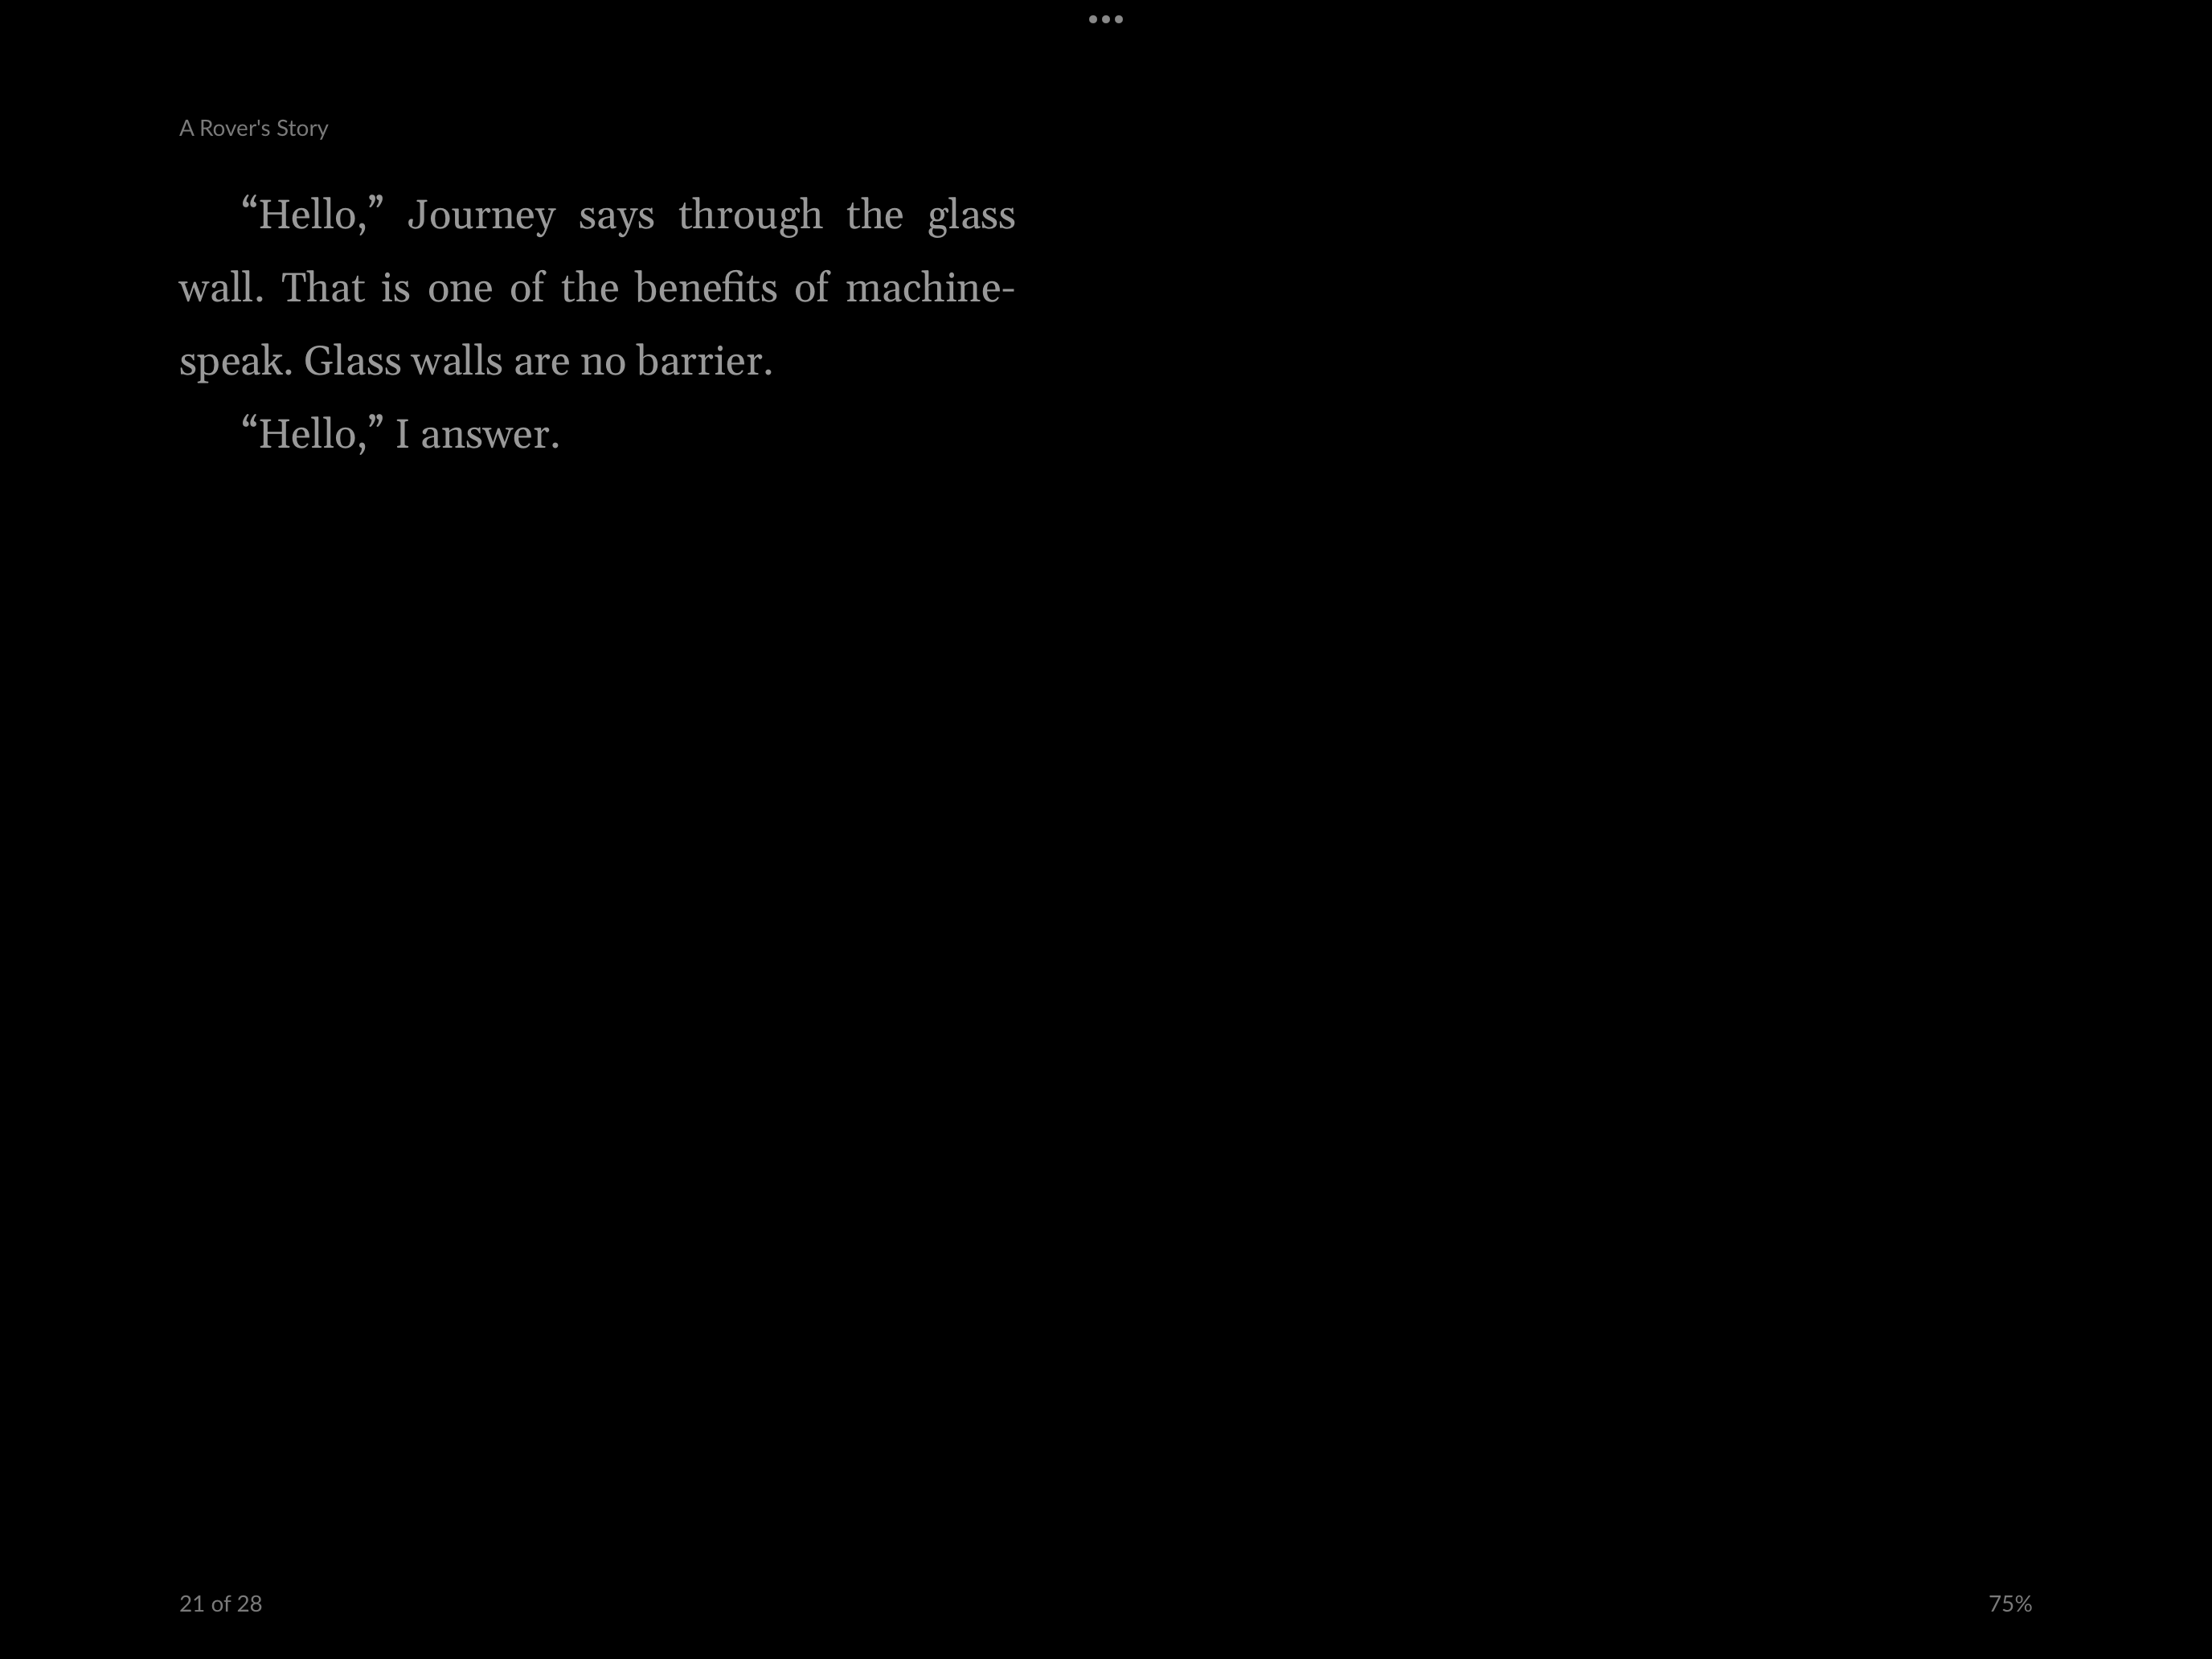 A Rover's Story
“Hello,” Journey says through the glass
wall. That is one of the benefits of machine-
speak. Glass walls are no barrier.
“Hello,” I answer.
21 of 28
75%